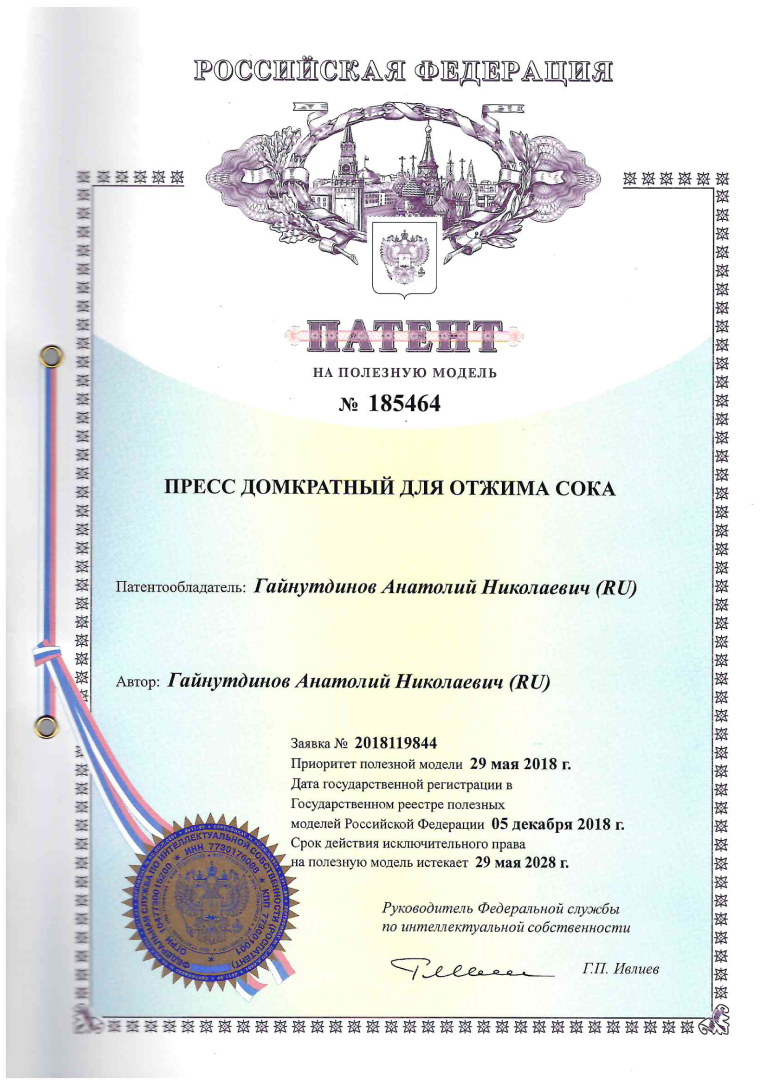 РОССИЙСКАЯ ФЕДЕРАЦИЯ
ПАТЕНТ
НА ПОЛЕЗНУЮ МОДЕЛЬ
№ 185464
ПРЕСС ДОМКРАТНЫЙ ДЛЯ ОТЖИМА СОКА
Патентообладатель: Гайнутдинов Анатолий Николаевич (RU)
Автор: Гайнутдинов Анатолий Николаевич (RU)
Заявка № 2018119844
Приоритет полезной модели 29 мая 2018 г.
Дата государственной регистрации в
Государственном реестре полезных
моделей Российской Федерации 05 декабря 2018 г.
Срок действия исключительного права
на полезную модель истекает 29 мая 2028 г.
Руководитель Федеральной службы
по интеллектуальной собственности
Г.П. Ивлиев
ФЕДЕРАЛЬНАЯ СЛУЖБА ПО ИНТЕЛЛЕКТУАЛЬНОЙ СОБСТВЕННОСТИ (РОСПАТЕНТ)
ОГРН 1047730015200 * ИНН 7730176088 * КПП 773001001